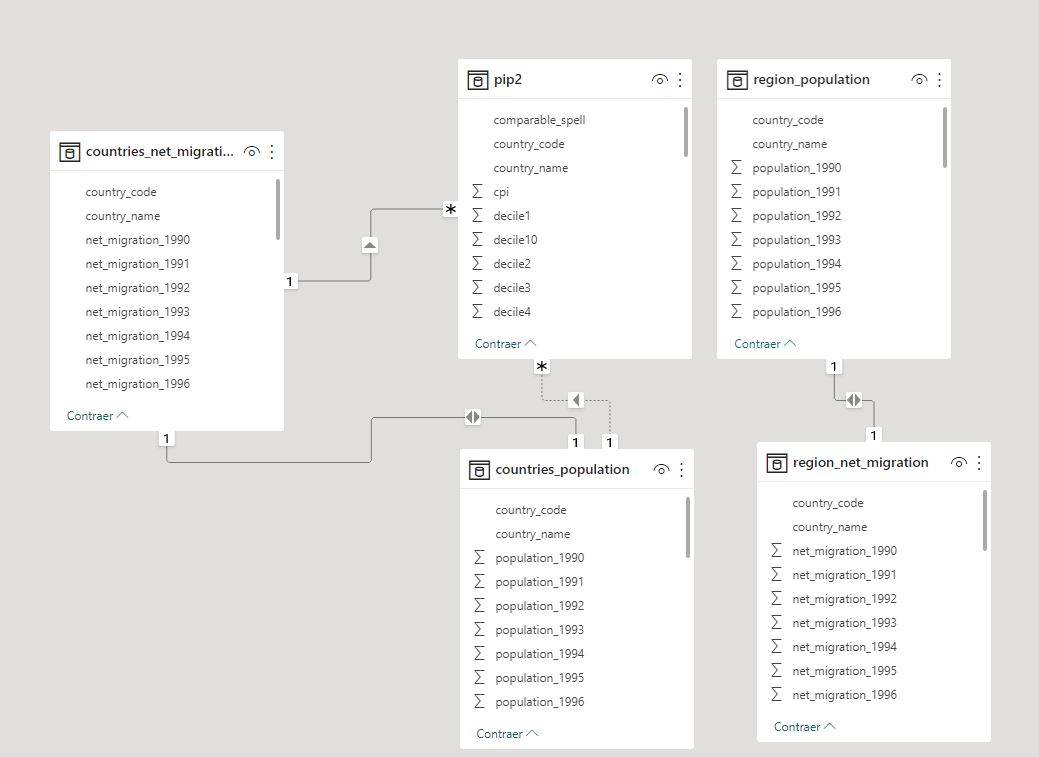 countries_net_migrati...
country_code
country_name
net_migration_1990
net_migration_1991
net_migration_1992
net_migration_1993
net_migration_1994
net_migration_1995
net_migration_1996
Contraer
1
1
pip2
comparable_spell
country_code
country_name
∑ cpi
∑ decile1
∑ decile10
∑ decile2
∑ decile3
∑ decile4
Contraer
*
*
region_population
country_code
country_name
∑ population_1990
∑ population_1991
∑ population_1992
∑ population_1993
∑ population_1994
∑ population_1995
∑ population_1996
Contraer
1
1
1
countries_population
country_code
country_name
∑ population_1990
∑ population_1991
∑ population_1992
∑ population_1993
∑ population_1994
∑ population_1995
∑ population_1996
Contraer
1
region_net_migration
country_code
country_name
∑ net_migration_1990
∑ net_migration_1991
∑ net_migration_1992
∑ net_migration_1993
∑ net_migration_1994
∑ net_migration_1995
∑ net_migration_1996
Contraer